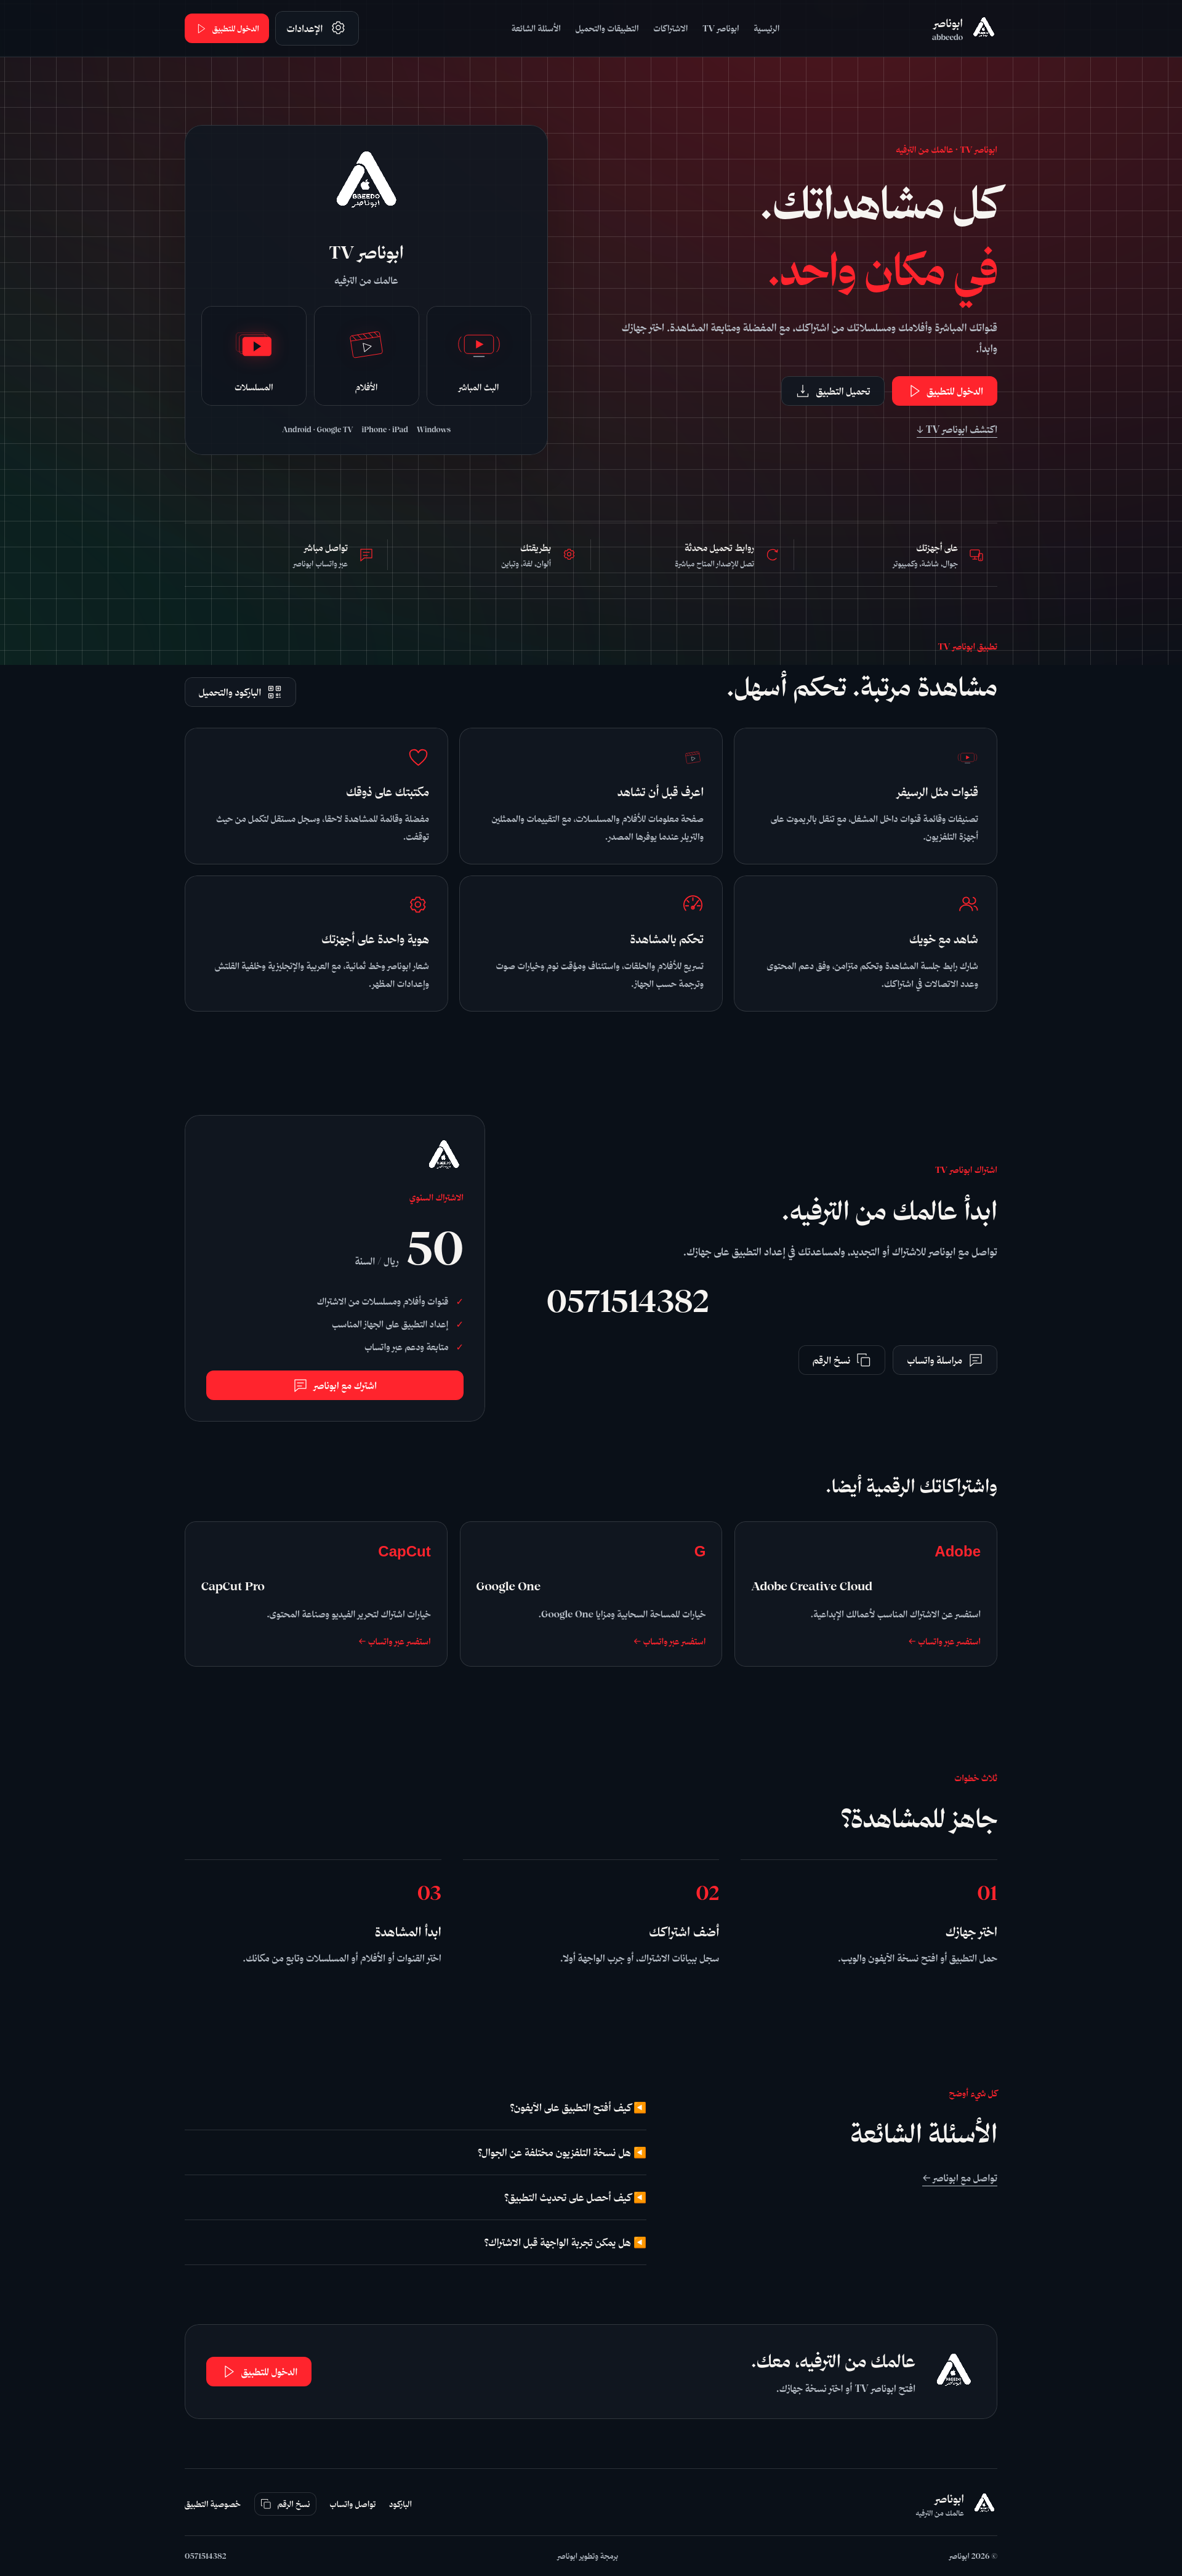 ابوناصر
abbeedo
الرئيسية
ابوناصر TV
الاشتراكات
التطبيقات والتحميل
الأسئلة الشائعة
الإعدادات
الدخول للتطبيق
ابوناصر TV - عالمك من الترفيه
كل مشاهداتك.
في مكان واحد.
قنواتك المباشرة وأفلامك ومسلسلاتك من اشتراكك، مع المفضلة ومتابعة المشاهدة. اختر جهازك
وابدأ.
الدخول للتطبيق
تحميل التطبيق
اكتشف ابوناصر TV ↓
ABBEEDO
ابوناصر
ابوناصر TV
عالمك من الترفيه
البث المباشر
الأفلام
المسلسلات
Android · Google TV
iPhone · iPad
Windows
على أجهزتك
جوال، شاشة، وكمبيوتر
روابط تحميل محدثة
تصل للإصدار المتاح مباشرة
بطريقتك
ألوان، لغة، وتباين
تواصل مباشر
عبر واتساب ابوناصر
تطبيق ابوناصر TV
مشاهدة مرتبة. تحكم أسهل.
الباركود والتحميل
قنوات مثل الرسيفر
تصنيفات وقائمة قنوات داخل المشغل، مع تنقل بالريموت على
أجهزة التلفزيون.
اعرف قبل أن تشاهد
صفحة معلومات للأفلام والمسلسلات، مع التقييمات والممثلين
والتريلر عندما يوفرها المصدر.
مكتبتك على ذوقك
مفضلة وقائمة للمشاهدة لاحقا، وسجل مستقل لتكمل من حيث
توقفت.
شاهد مع خويك
شارك رابط جلسة المشاهدة وتحكم متزامن، وفق دعم المحتوى
وعدد الاتصالات في اشتراكك.
تحكم بالمشاهدة
تسريع للأفلام والحلقات، واستئناف ومؤقت نوم وخيارات صوت
وترجمة حسب الجهاز.
هوية واحدة على أجهزتك
شعار ابوناصر وخط ثمانية، مع العربية والإنجليزية وخلفية القلتش
وإعدادات المظهر.
اشتراك ابوناصر TV
ابدأ عالمك من الترفيه.
تواصل مع ابوناصر للاشتراك أو التجديد، ولمساعدتك في إعداد التطبيق على جهازك.
0571514382
مراسلة واتساب
نسخ الرقم
الاشتراك السنوي
50 ريال / السنة
✓ قنوات وأفلام ومسلسلات من الاشتراك
✓ إعداد التطبيق على الجهاز المناسب
✓ متابعة ودعم عبر واتساب
اشترك مع ابوناصر
واشتراكاتك الرقمية أيضا.
Adobe
Adobe Creative Cloud
استفسر عن الاشتراك المناسب لأعمالك الإبداعية.
استفسر عبر واتساب ←
G
Google One
خيارات للمساحة السحابية ومزايا Google One.
استفسر عبر واتساب ←
CapCut
CapCut Pro
خيارات اشتراك لتحرير الفيديو وصناعة المحتوى.
استفسر عبر واتساب ←
ثلاث خطوات
جاهز للمشاهدة؟
01
اختر جهازك
حمل التطبيق أو افتح نسخة الآيفون والويب.
02
أضف اشتراكك
سجل ببيانات الاشتراك، أو جرب الواجهة أولا.
03
ابدأ المشاهدة
اختر القنوات أو الأفلام أو المسلسلات وتابع من مكانك.
كل شيء أوضح
الأسئلة الشائعة
تواصل مع ابوناصر ←
كيف أفتح التطبيق على الآيفون؟
هل نسخة التلفزيون مختلفة عن الجوال؟
كيف أحصل على تحديث التطبيق؟
هل يمكن تجربة الواجهة قبل الاشتراك؟
عالمك من الترفيه، معك.
افتح ابوناصر TV أو اختر نسخة جهازك.
الدخول للتطبيق
ابوناصر
عالمك من الترفيه
الباركود
تواصل واتساب
نسخ الرقم
خصوصية التطبيق
© 2026 ابوناصر
برمجة وتطوير ابوناصر
0571514382